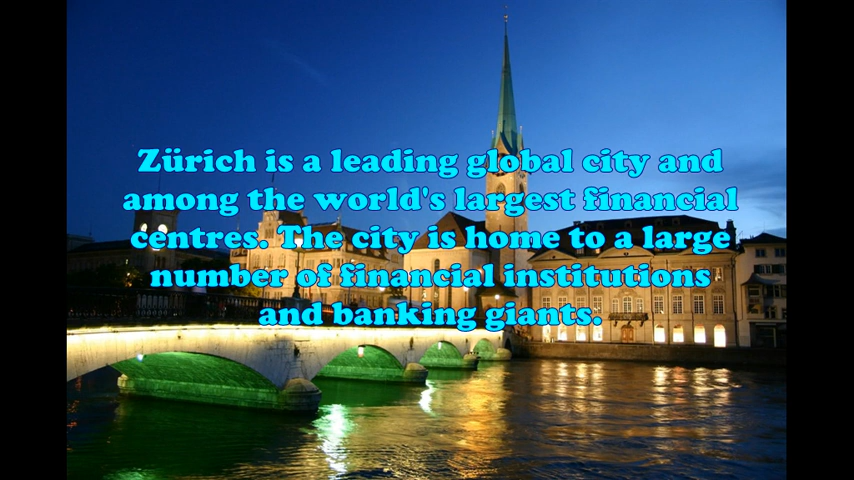 Zürich is a leading global city and
among the world's largest financial
centres. The city is home to a large
number of financial institutions
and banking giants.